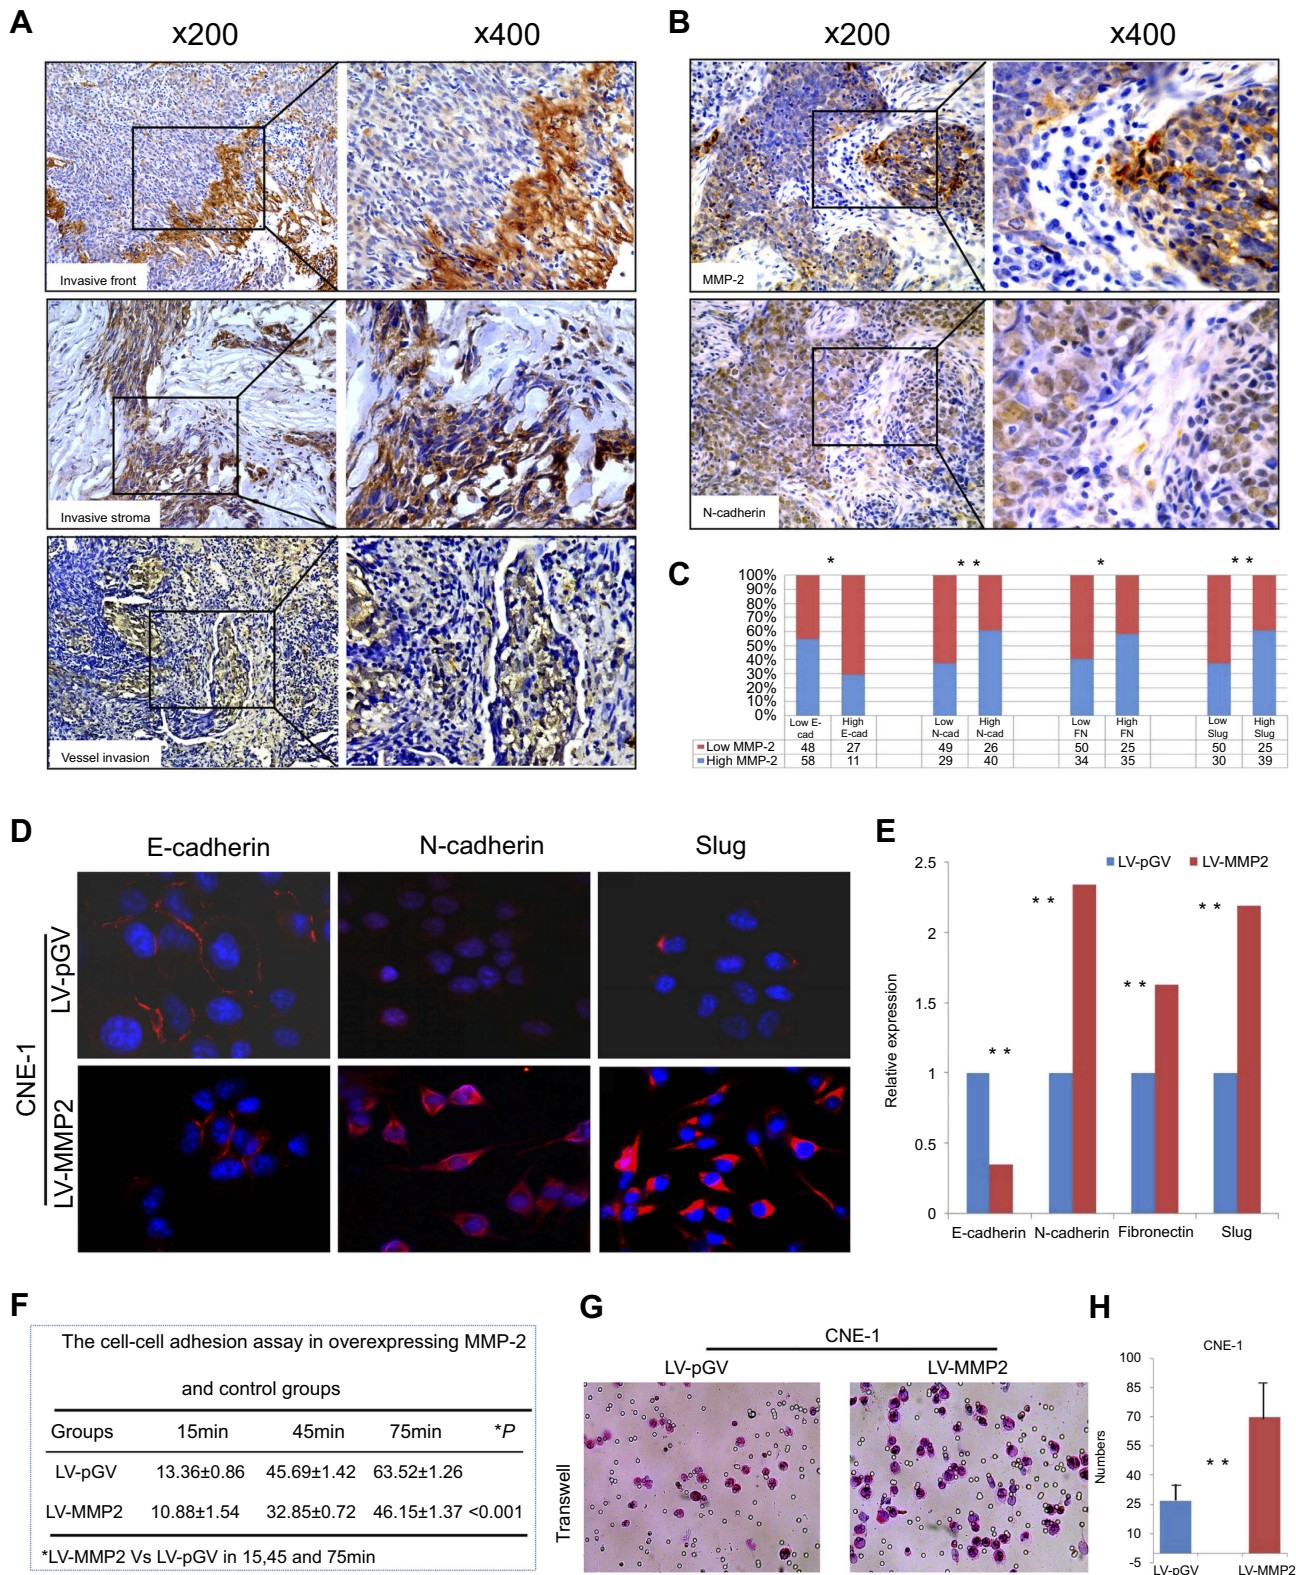 A
x200 x400
Invasive front
Invasive stroma
Vessel invasion
B
x200 x400
MMP-2
N-cadherin
C
* * * * * *
100%
90%
80%
70%
60%
50%
40%
30%
20%
10%
0%
Low E-cad High E-cad Low N-cad High N-cad Low FN High FN Low Slug High Slug
Low MMP-2 48 27 49 26 50 25 50 25
High MMP-2 58 11 29 40 34 35 30 39
D
E-cadherin N-cadherin Slug
CNE-1
LV-pGV
LV-MMP2
E
LV-pGV LV-MMP2
Relative expression
2.5
2
1.5
1
0.5
0
* * * * * * * *
E-cadherin N-cadherin Fibronectin Slug
F
The cell-cell adhesion assay in overexpressing MMP-2
and control groups
Groups 15min 45min 75min *P
LV-pGV 13.36±0.86 45.69±1.42 63.52±1.26
LV-MMP2 10.88±1.54 32.85±0.72 46.15±1.37 <0.001
*LV-MMP2 Vs LV-pGV in 15,45 and 75min
G
CNE-1
LV-pGV LV-MMP2
Transwell
H
CNE-1
Numbers
100
85
70
55
40
25
10
-5
* *
LV-pGV LV-MMP2